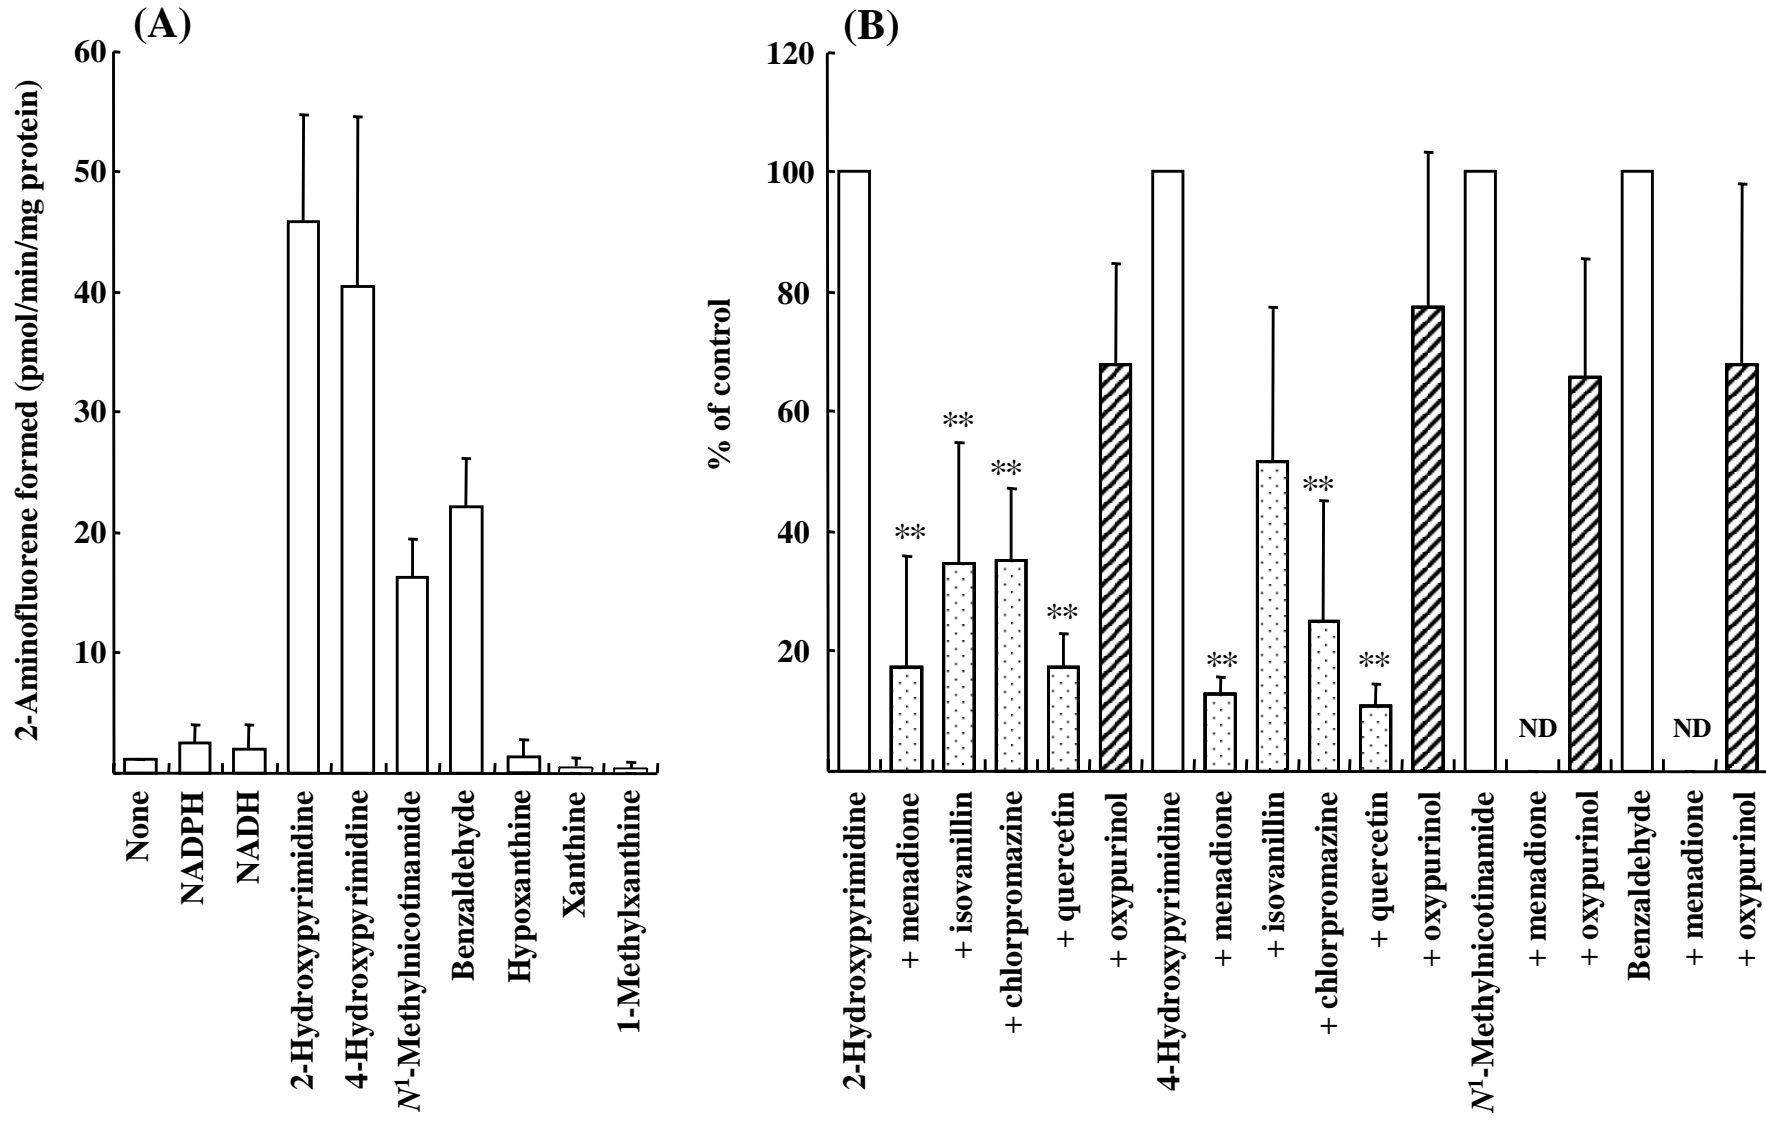 (A)
2-Aminofluorene formed (pmol/min/mg protein)
60
50
40
30
20
10
None
NADPH
NADH
2-Hydroxypyrimidine
4-Hydroxypyrimidine
N¹-Methylnicotinamide
Benzaldehyde
Hypoxanthine
Xanthine
1-Methylxanthine
(B)
% of control
120
100
80
60
40
20
**
**
**
**
**
**
**
ND
ND
2-Hydroxypyrimidine
+ menadione
+ isovanillin
+ chlorpromazine
+ quercetin
+ oxypurinol
4-Hydroxypyrimidine
+ menadione
+ isovanillin
+ chlorpromazine
+ quercetin
+ oxypurinol
N¹-Methylnicotinamide
+ menadione
+ oxypurinol
Benzaldehyde
+ menadione
+ oxypurinol